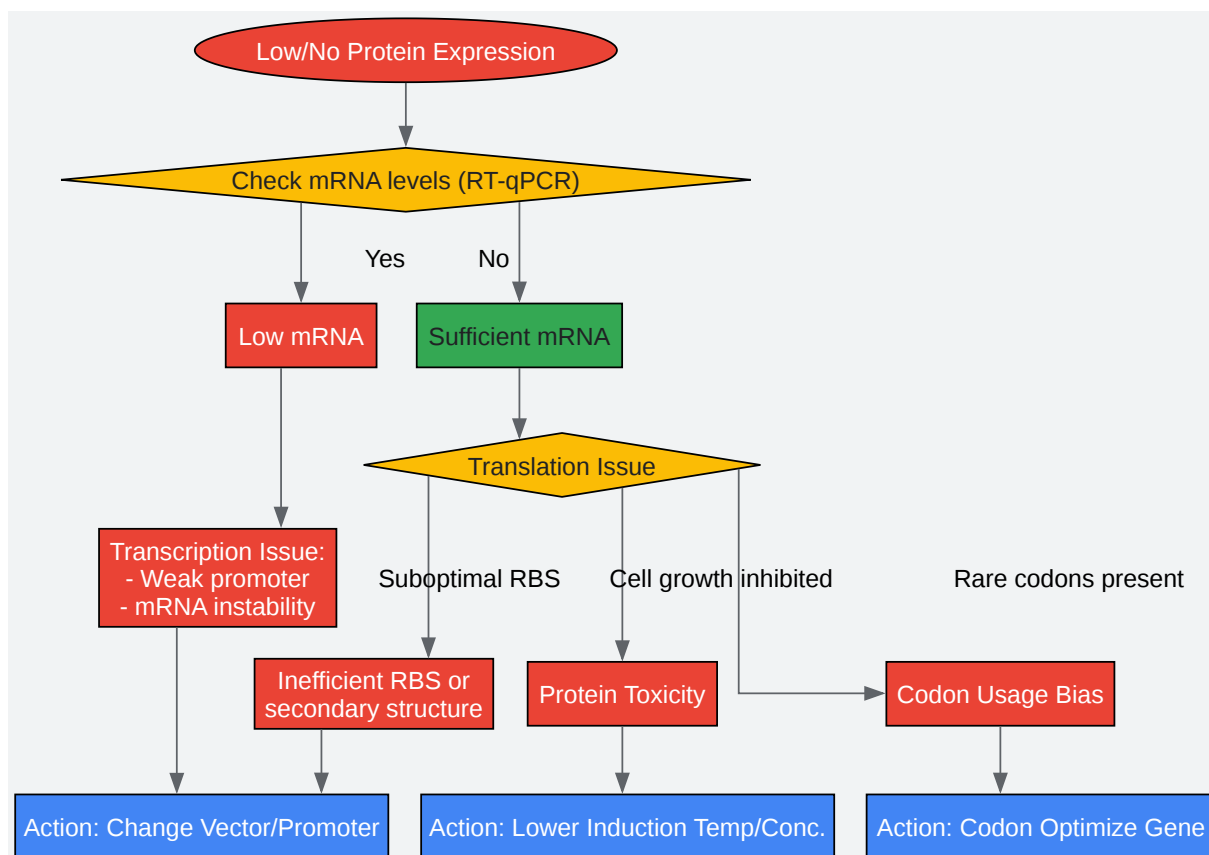 Low/No Protein Expression
Check mRNA levels (RT-qPCR)
Yes
No
Low mRNA
Sufficient mRNA
Translation Issue
Transcription Issue:
- Weak promoter
- mRNA instability
Suboptimal RBS
Cell growth inhibited
Rare codons present
Inefficient RBS or
secondary structure
Protein Toxicity
Codon Usage Bias
Action: Change Vector/Promoter
Action: Lower Induction Temp/Conc.
Action: Codon Optimize Gene